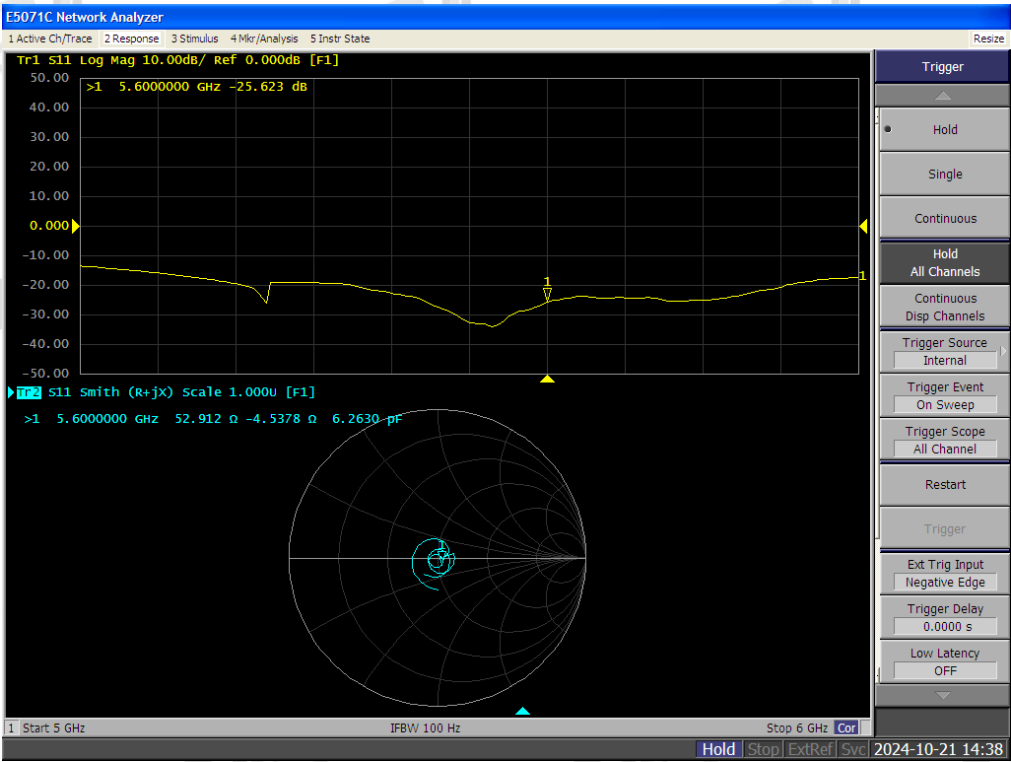 E5071C Network Analyzer
1 Active Ch/Trace 2 Response 3 Stimulus 4 Mkr/Analysis 5 Instr State
Resize
Tr1 S11 Log Mag 10.00dB/ Ref 0.000dB [F1]
50.00
>1 5.6000000 GHz -25.623 dB
40.00
30.00
20.00
10.00
0.000
-10.00
-20.00
1
1
-30.00
-40.00
-50.00
Tr2 S11 Smith (R+jX) Scale 1.000U [F1]
>1 5.6000000 GHz 52.912 Ω -4.5378 Ω 6.2630 pF
1
1 Start 5 GHz
IFBW 100 Hz
Stop 6 GHz Cor
Trigger
Hold
Single
Continuous
Hold
All Channels
Continuous
Disp Channels
Trigger Source
Internal
Trigger Event
On Sweep
Trigger Scope
All Channel
Restart
Trigger
Ext Trig Input
Negative Edge
Trigger Delay
0.0000 s
Low Latency
OFF
Hold Stop ExtRef Svc 2024-10-21 14:38